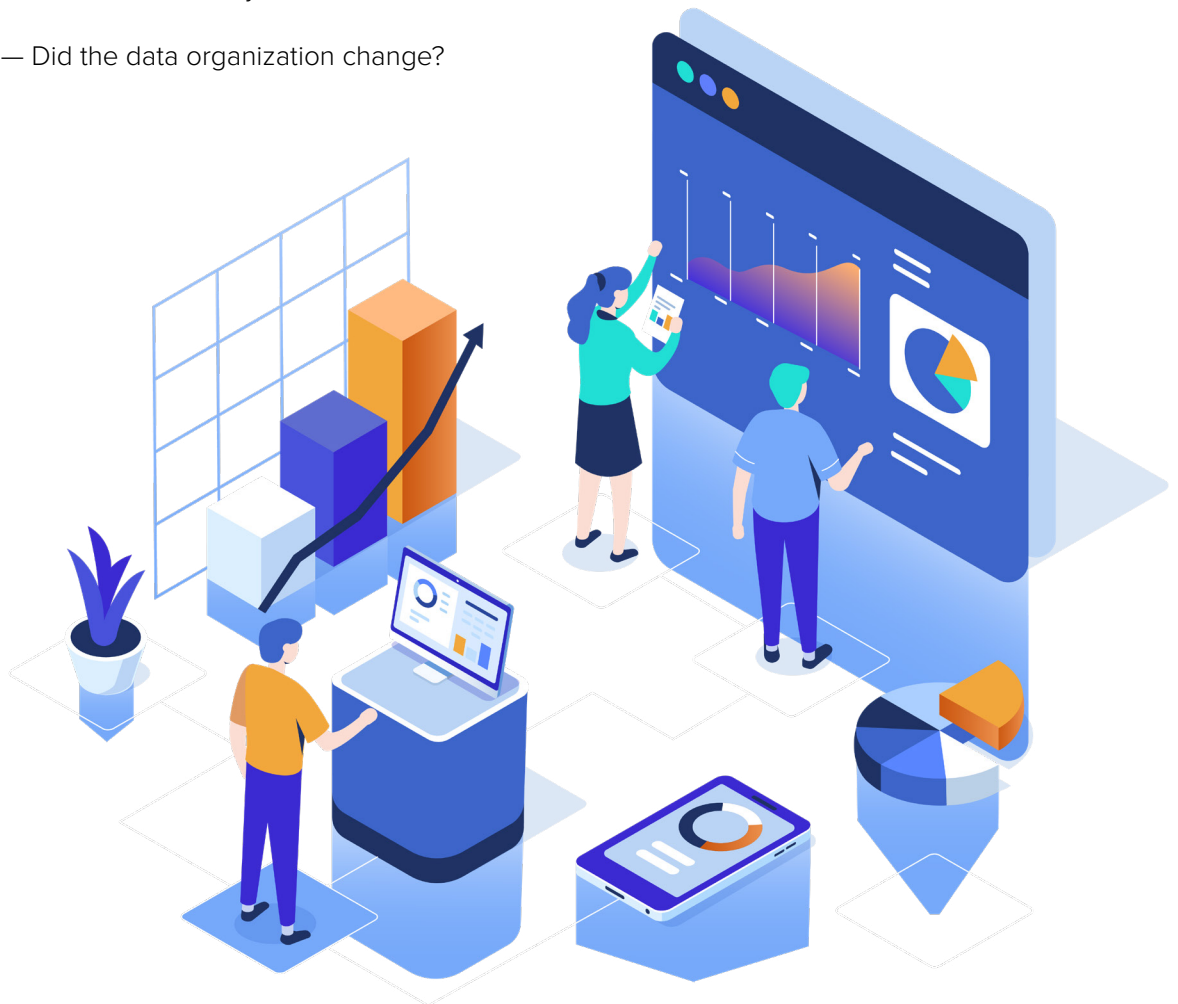 — Did the data organization change?